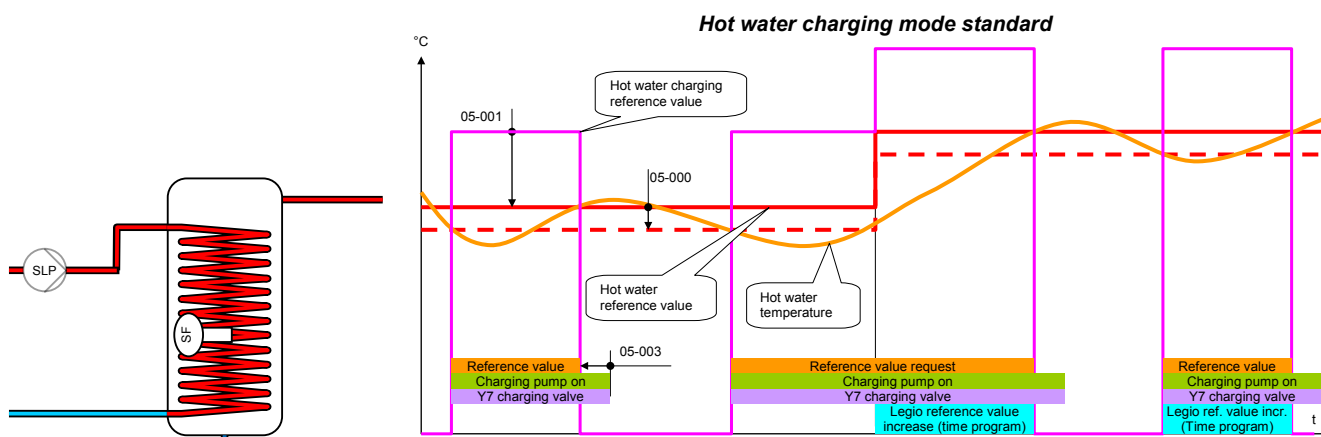 Hot water charging mode standard
°C
Hot water charging
reference value
05-001
05-000
SLP
SF
Hot water
reference value
Hot water
temperature
05-003
Reference value
Reference value request
Reference value
Charging pump on
Charging pump on
Charging pump on
Y7 charging valve
Y7 charging valve
Y7 charging valve
Legio reference value
increase (time program)
Legio ref. value incr.
(Time program)
t